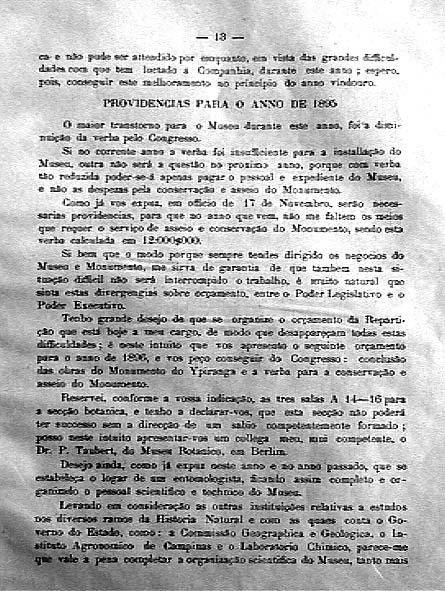 — 13 —
ca e não pude ser attendido por emquanto, em vista das grandes difficul-
dades com que tem luctado a Companhia, durante este anno ; espero,
pois, conseguir este melhoramento no principio do anno vindouro.
PROVIDENCIAS PARA O ANNO DE 1896
O maior transtorno para o Museu durante este anno, foi a dimi-
nuição da verba pelo Congresso.
Si no corrente anno a verba foi insufficiente para a installação do
Museu, outra não será a questão no proximo anno, porque com verba
tão reduzida poder-se-á apenas pagar o pessoal e expediente do Museu,
e não as despezas pela conservação e asseio do Monumento.
Como já vos expuz, em officio de 17 de Novembro, serão neces-
sarias providencias, para que no anno que vem, não me faltem os meios
que requer o serviço de asseio e conservação do Monumento, sendo esta
verba calculada em 12:000$000.
Si bem que o modo porque sempre tendes dirigido os negocios do
Museu e Monumento, me sirva de garantia de que tambem nesta si-
tuação difficil não será interrompido o trabalho, é muito natural que
sinta estas divergencias sobre orçamento, entre o Poder Legislativo e o
Poder Executivo.
Tenho grande desejo de que se organize o orçamento da Reparti-
ção que está hoje a meu cargo, de modo que desappareçam todas estas
difficuldades ; é neste intuito que vos apresento o seguinte orçamento
para o anno de 1896, e vos peço conseguir do Congresso : conclusão
das obras do Monumento do Ypiranga e a verba para a conservação e
asseio do Monumento.
Reservei, conforme a vossa indicação, as tres salas A 14—16 para
a secção botanica, e tenho a declarar-vos, que esta secção não poderá
ter successo sem a direcção de um sabio competentemente formado ;
posso neste intuito apresentar-vos um collega meu, mui competente, o
Dr. P. Taubert, do Museu Botanico, em Berlim.
Desejo ainda, como já expuz neste anno e no anno passado, que se
estabeleça o logar de um entomologista, ficando assim completo e or-
ganizado o pessoal scientifico e technico do Museu.
Levando em consideração as outras instituições relativas a estudos
nos diversos ramos da Historia Natural e com as quaes conta o Go-
verno do Estado, como : a Commissão Geographica e Geologica, o In-
stituto Agronomico de Campinas e o Laboratorio Chimico, parece-me
que vale a pena completar a organização scientifica do Museu, tanto mais